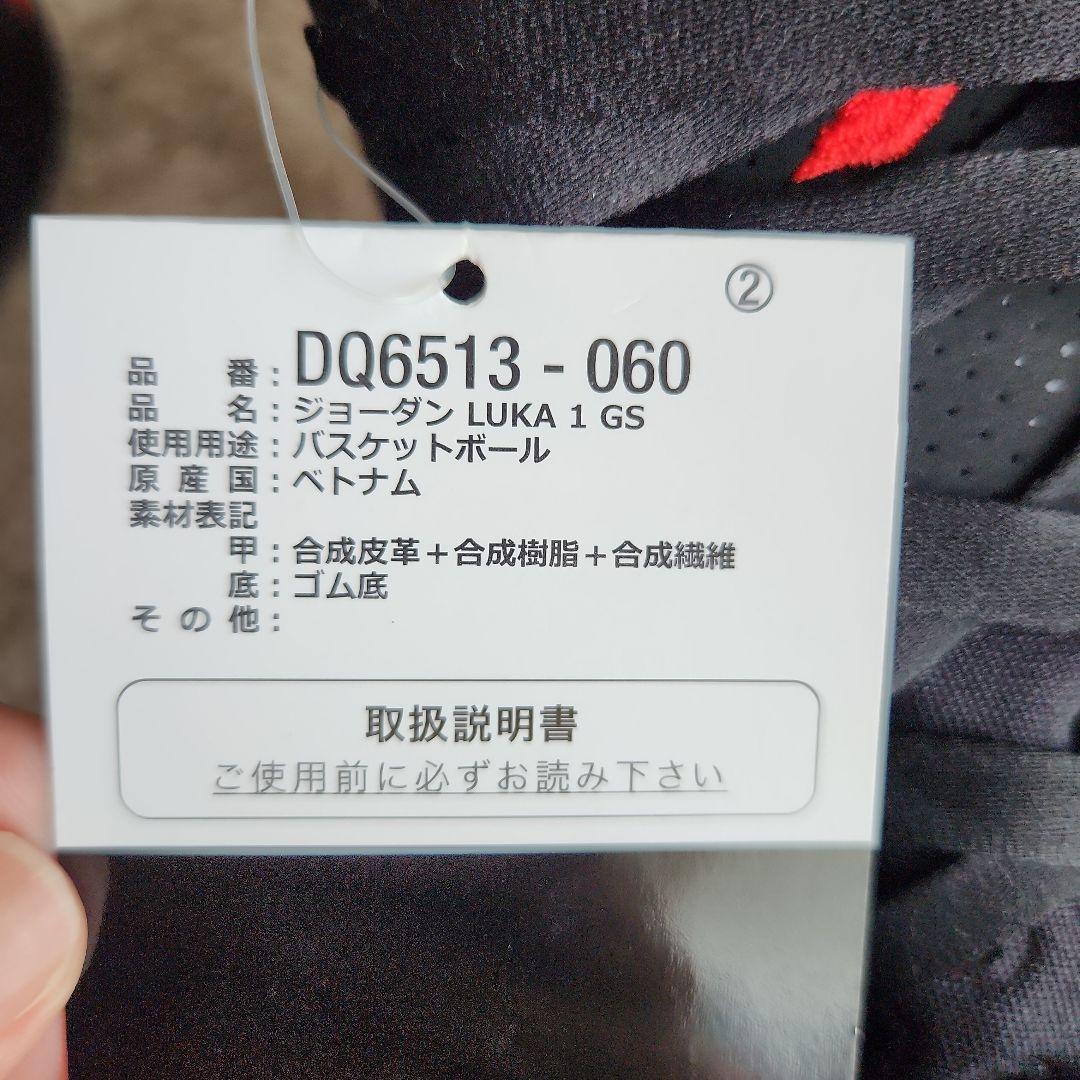 ②
品番：DQ6513 - 060
品名：ジョーダン LUKA 1 GS
使用用途：バスケットボール
原産国：ベトナム
素材表記
甲：合成皮革＋合成樹脂＋合成繊維
底：ゴム底
その他：
取扱説明書
ご使用前に必ずお読み下さい